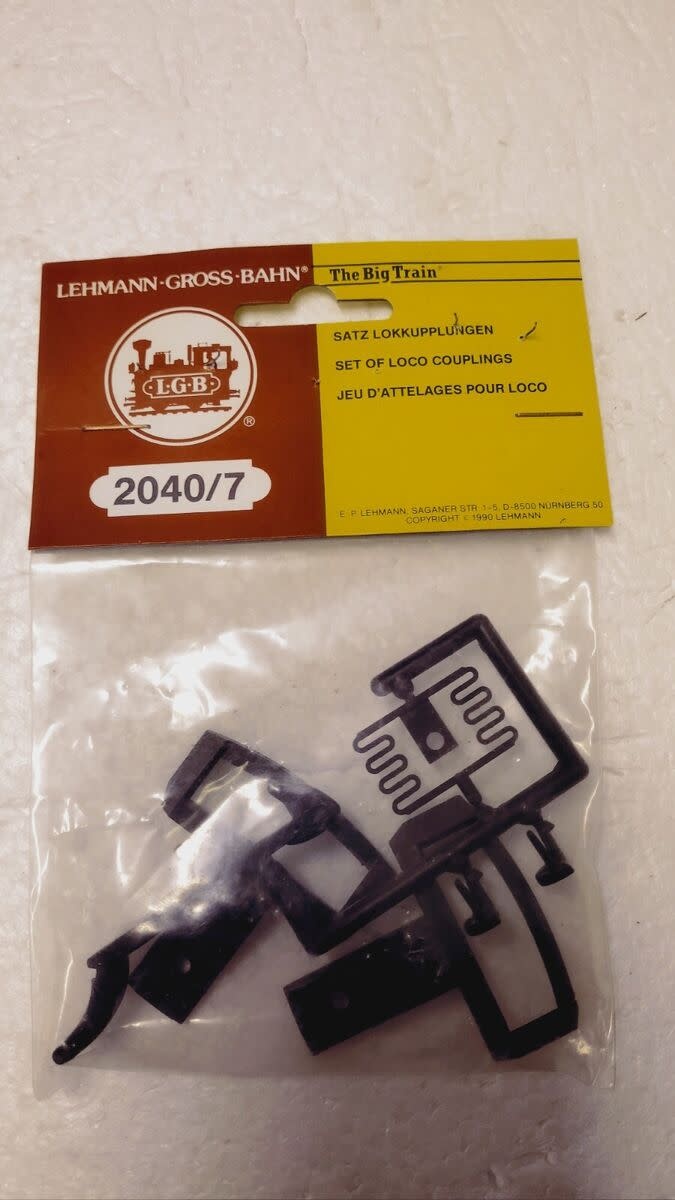 LEHMANN-GROSS-BAHN®
The Big Train®
SATZ LOKKUPPLUNGEN
SET OF LOCO COUPLINGS
JEU D'ATTELAGES POUR LOCO
L·G·B
®
2040/7
E. P. LEHMANN, SAGANER STR. 1-5, D-8500 NÜRNBERG 50
COPYRIGHT © 1990 LEHMANN